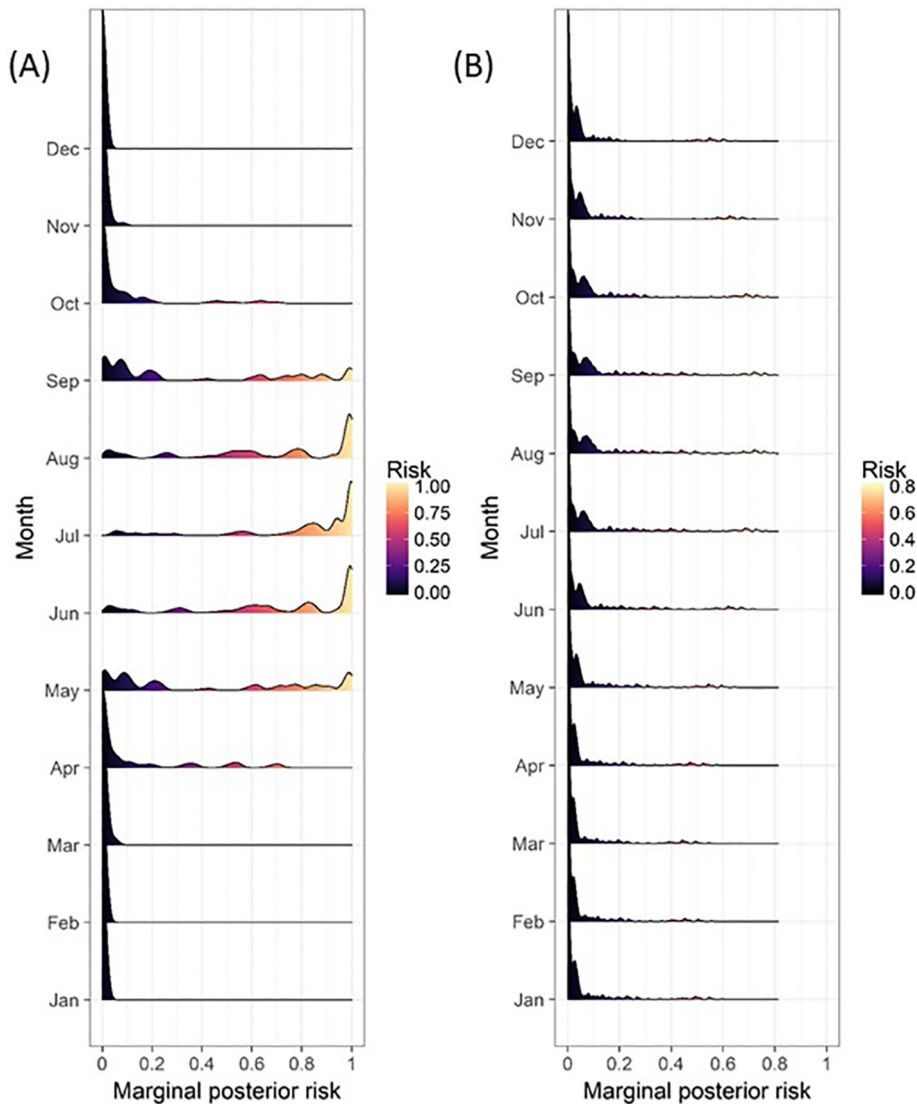 (A)
Month
Dec
Nov
Oct
Sep
Aug
Jul
Jun
May
Apr
Mar
Feb
Jan
0 0.2 0.4 0.6 0.8 1
Marginal posterior risk
Risk
1.00
0.75
0.50
0.25
0.00
(B)
Month
Dec
Nov
Oct
Sep
Aug
Jul
Jun
May
Apr
Mar
Feb
Jan
0 0.2 0.4 0.6 0.8 1
Marginal posterior risk
Risk
0.8
0.6
0.4
0.2
0.0